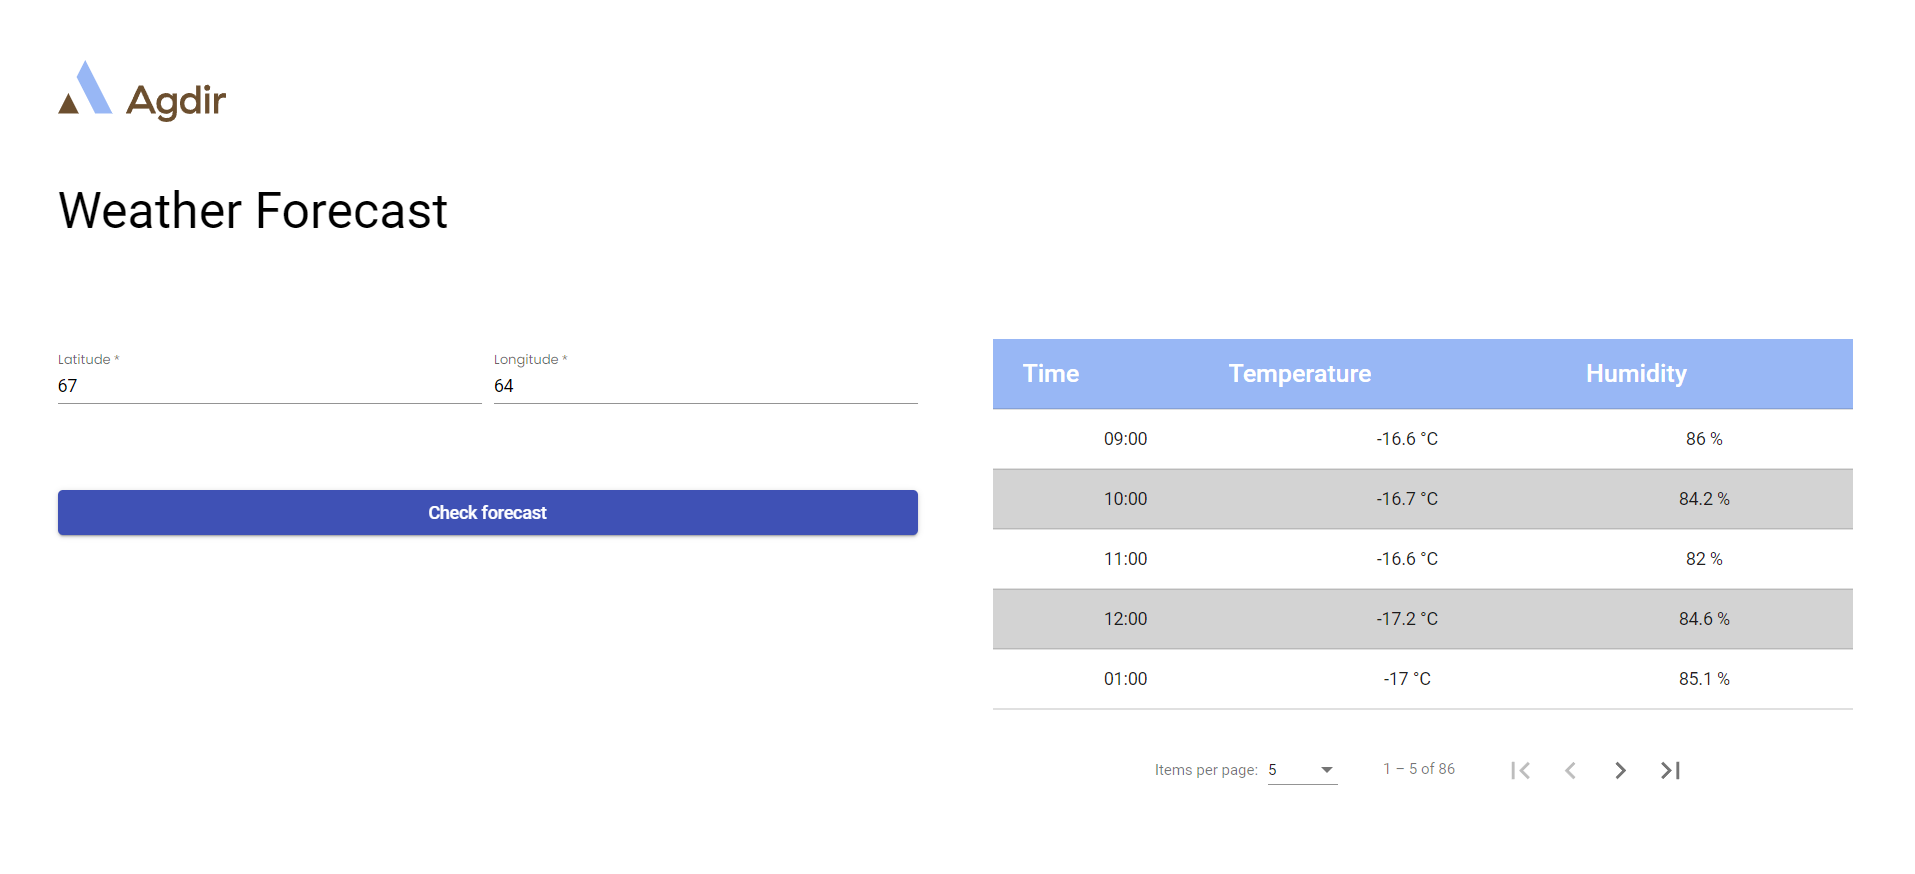 Agdir
Weather Forecast
Latitude *
67
Longitude *
64
Check forecast
Time Temperature Humidity
09:00 -16.6 °C 86 %
10:00 -16.7 °C 84.2 %
11:00 -16.6 °C 82 %
12:00 -17.2 °C 84.6 %
01:00 -17 °C 85.1 %
Items per page: 5 1 – 5 of 86